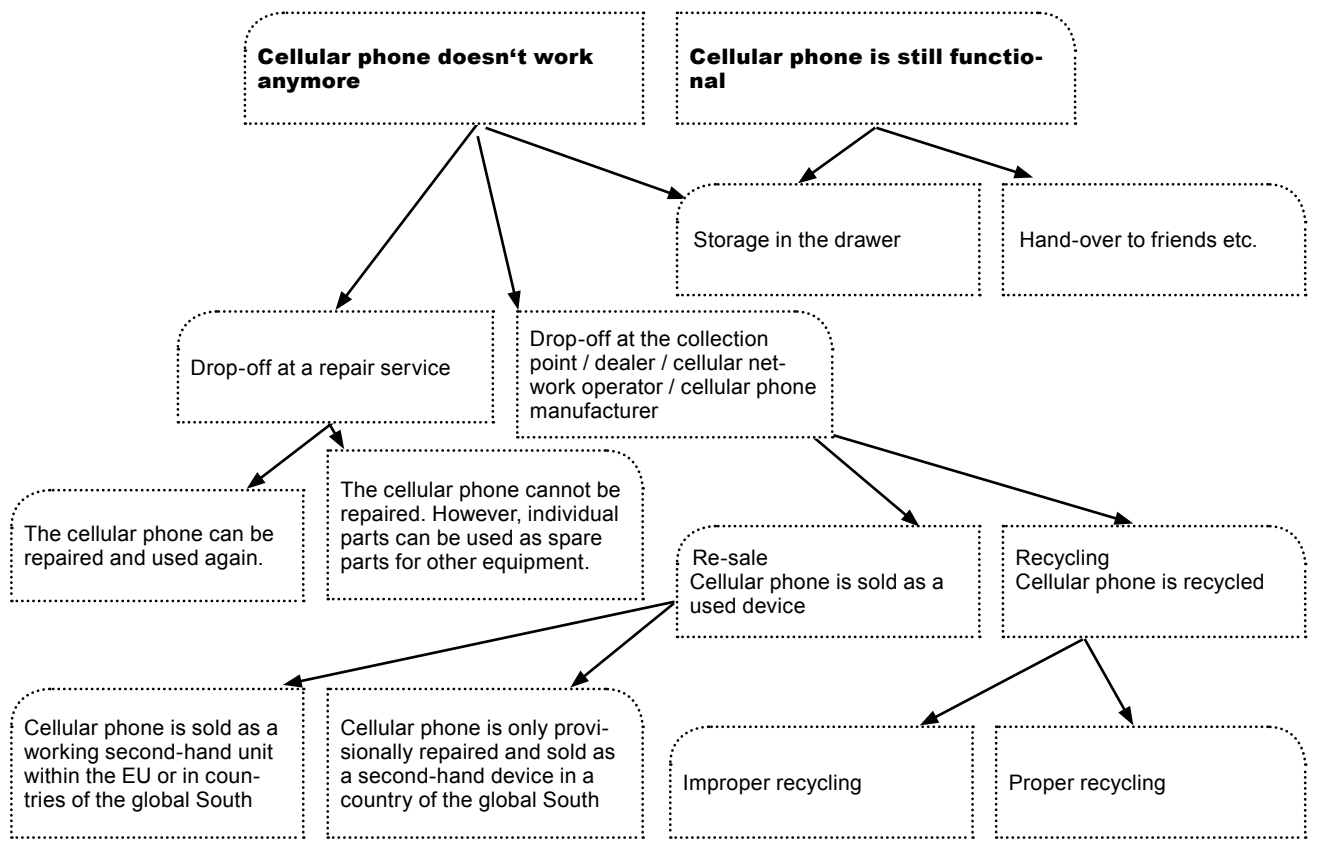 Cellular phone doesn‘t work
anymore
Cellular phone is still functio-
nal
Storage in the drawer
Hand-over to friends etc.
Drop-off at a repair service
Drop-off at the collection
point / dealer / cellular net-
work operator / cellular phone
manufacturer
The cellular phone can be
repaired and used again.
The cellular phone cannot be
repaired. However, individual
parts can be used as spare
parts for other equipment.
Re-sale
Cellular phone is sold as a
used device
Recycling
Cellular phone is recycled
Cellular phone is sold as a
working second-hand unit
within the EU or in coun-
tries of the global South
Cellular phone is only provi-
sionally repaired and sold as
a second-hand device in a
country of the global South
Improper recycling
Proper recycling